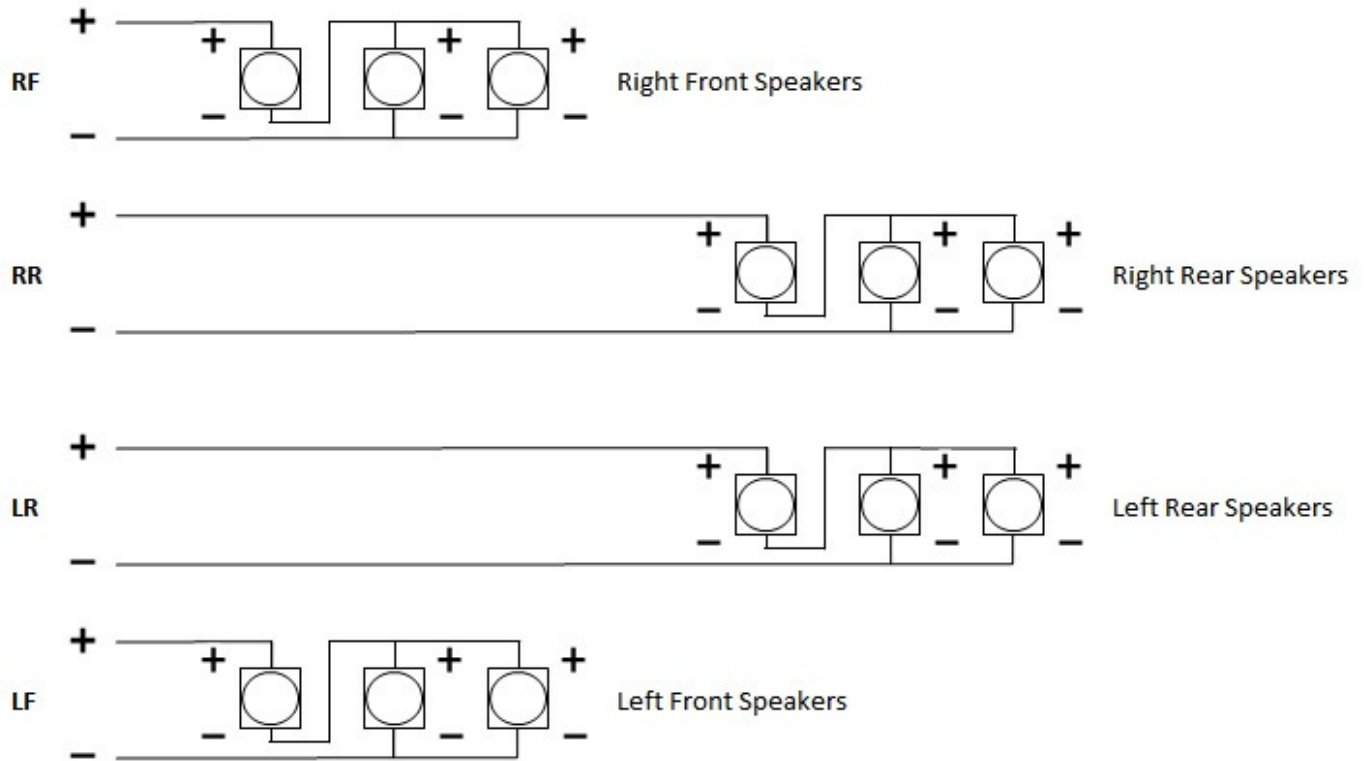 + + + +
RF Right Front Speakers
− − − −
+ + + +
RR Right Rear Speakers
− − − −
+ + + +
LR Left Rear Speakers
− − − −
+ + + +
LF Left Front Speakers
− − − −